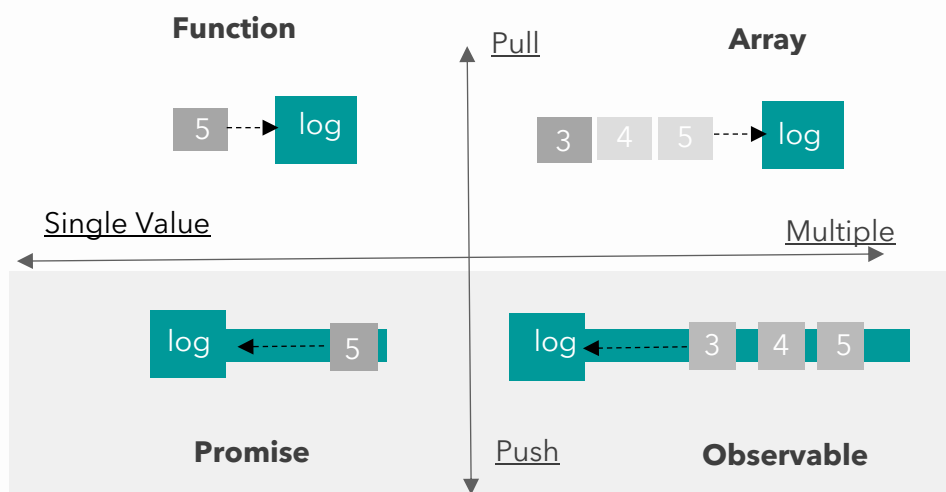 Function
Pull
Array
5
log
3
4
5
log
Single Value
Multiple
log
5
log
3
4
5
Promise
Push
Observable